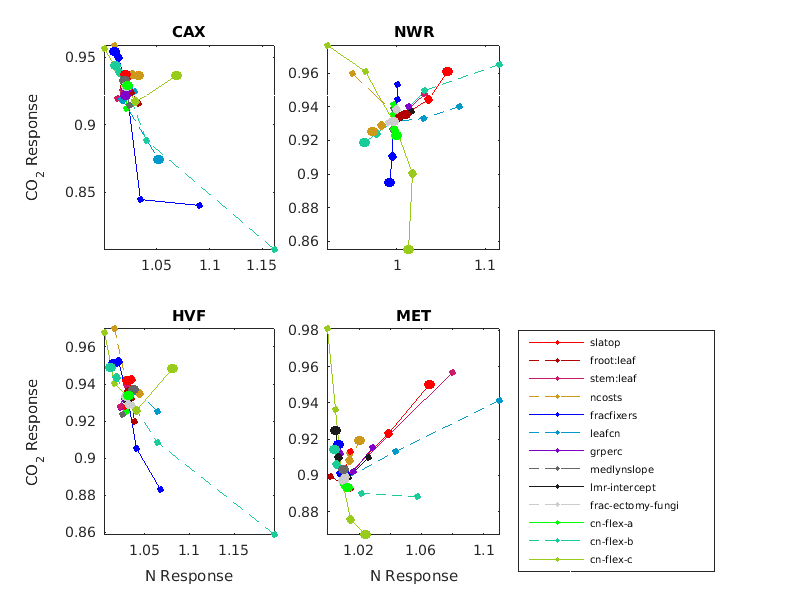 CAX
NWR
0.95
0.9
0.85
CO2 Response
1.05
1.1
1.15
0.96
0.94
0.92
0.9
0.88
0.86
1
1.1
HVF
MET
0.96
0.94
0.92
0.9
0.88
0.86
CO2 Response
1.05
1.1
1.15
N Response
0.98
0.96
0.94
0.92
0.9
0.88
1.02
1.06
1.1
N Response
slatop
froot:leaf
stem:leaf
ncosts
fracfixers
leafcn
grperc
medlynslope
lmr-intercept
frac-ectomy-fungi
cn-flex-a
cn-flex-b
cn-flex-c